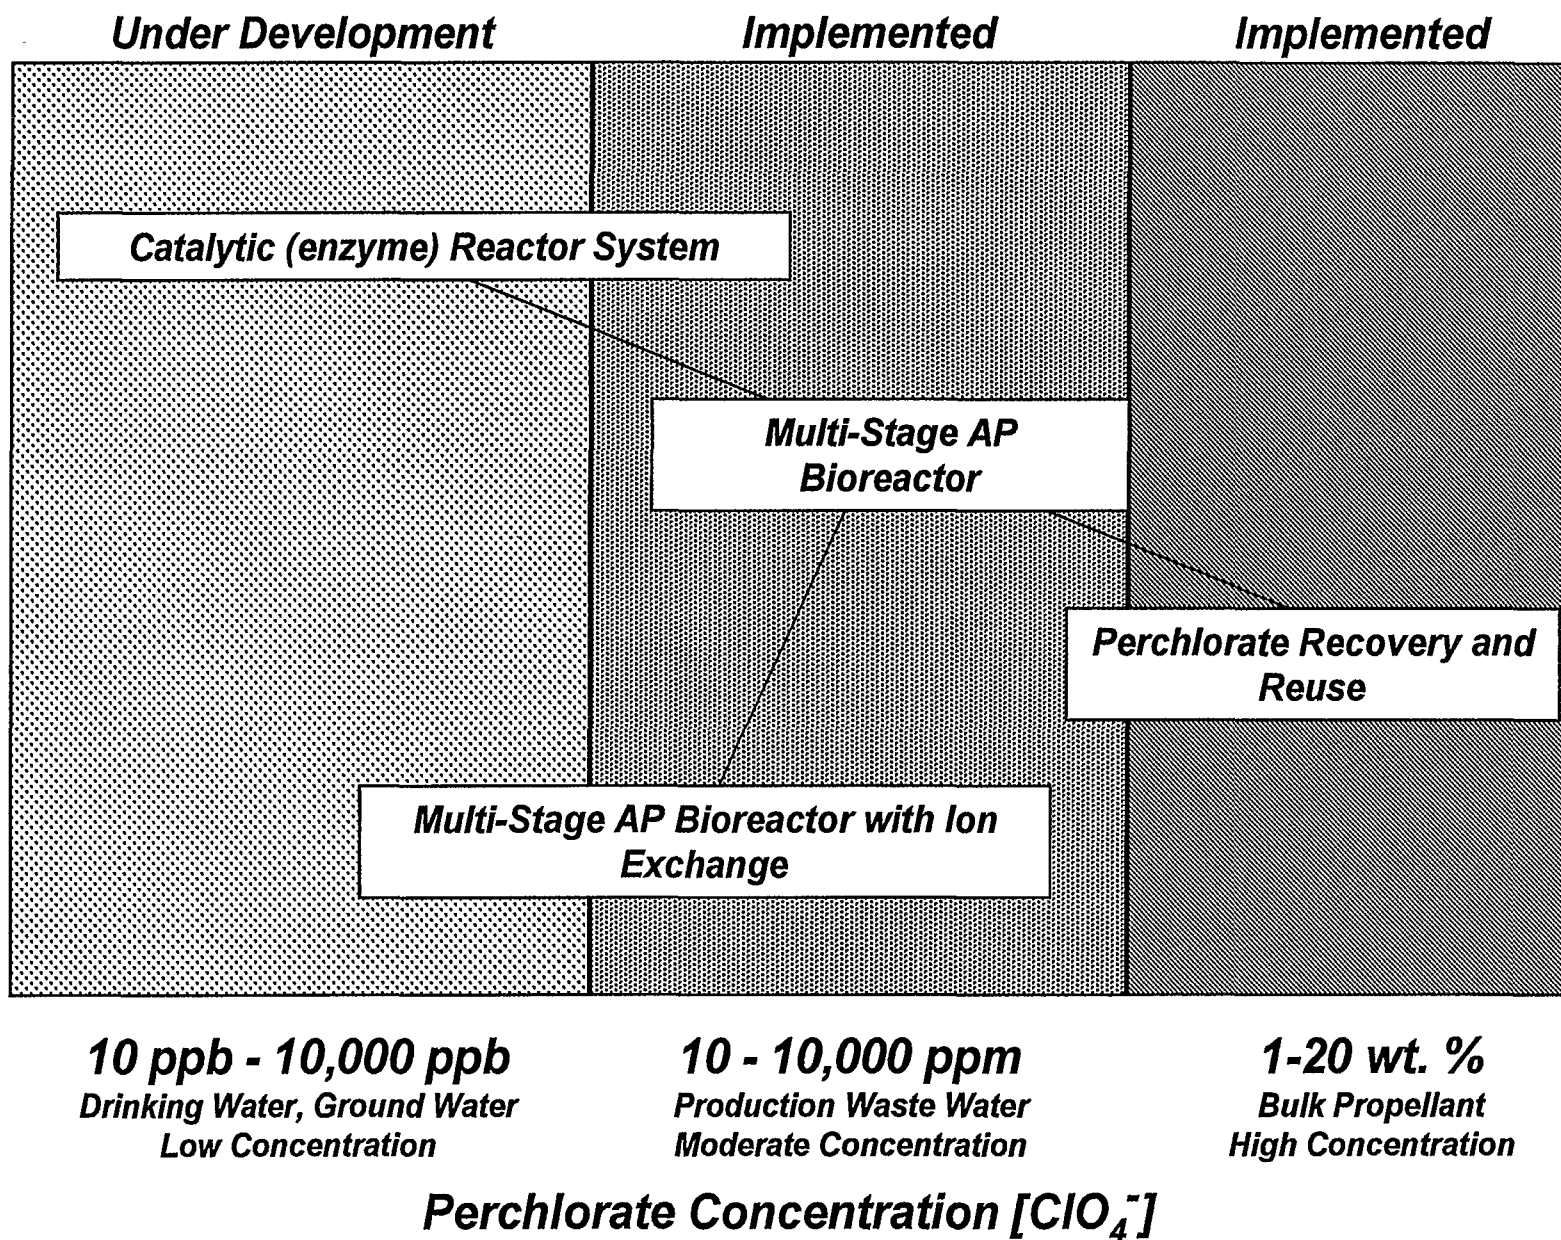 Under Development
Implemented
Implemented
Catalytic (enzyme) Reactor System
Multi-Stage AP
Bioreactor
Perchlorate Recovery and
Reuse
Multi-Stage AP Bioreactor with Ion
Exchange
10 ppb - 10,000 ppb
Drinking Water, Ground Water
Low Concentration
10 - 10,000 ppm
Production Waste Water
Moderate Concentration
1-20 wt. %
Bulk Propellant
High Concentration
Perchlorate Concentration [ClO₄⁻]